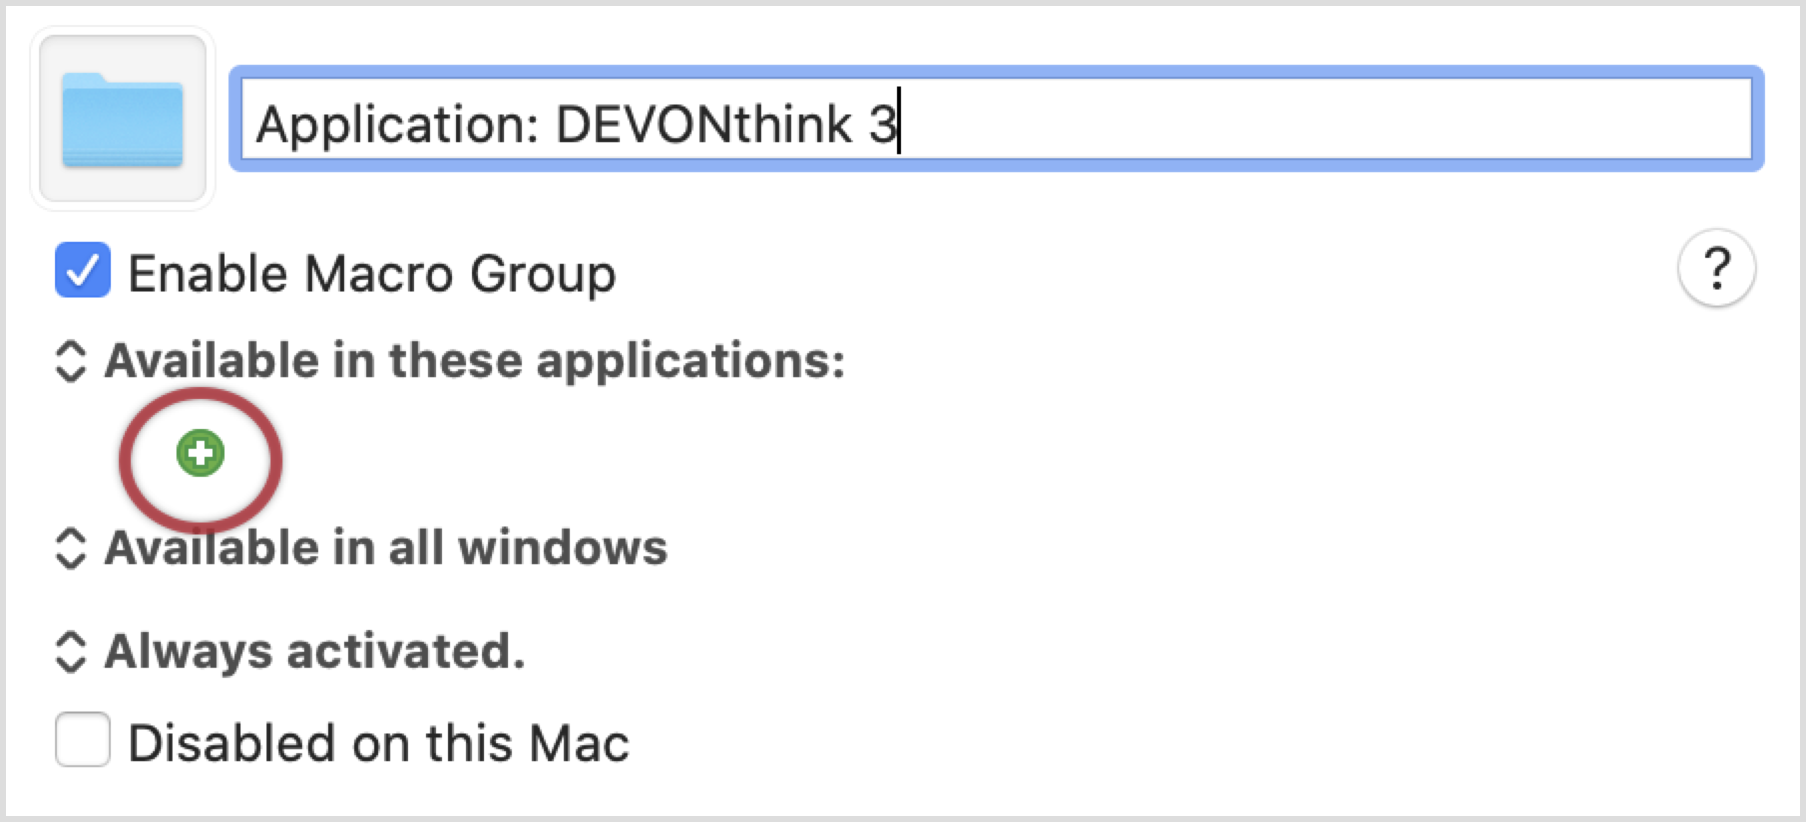 Application: DEVONthink 3
Enable Macro Group
?
Available in these applications:
Available in all windows
Always activated.
Disabled on this Mac